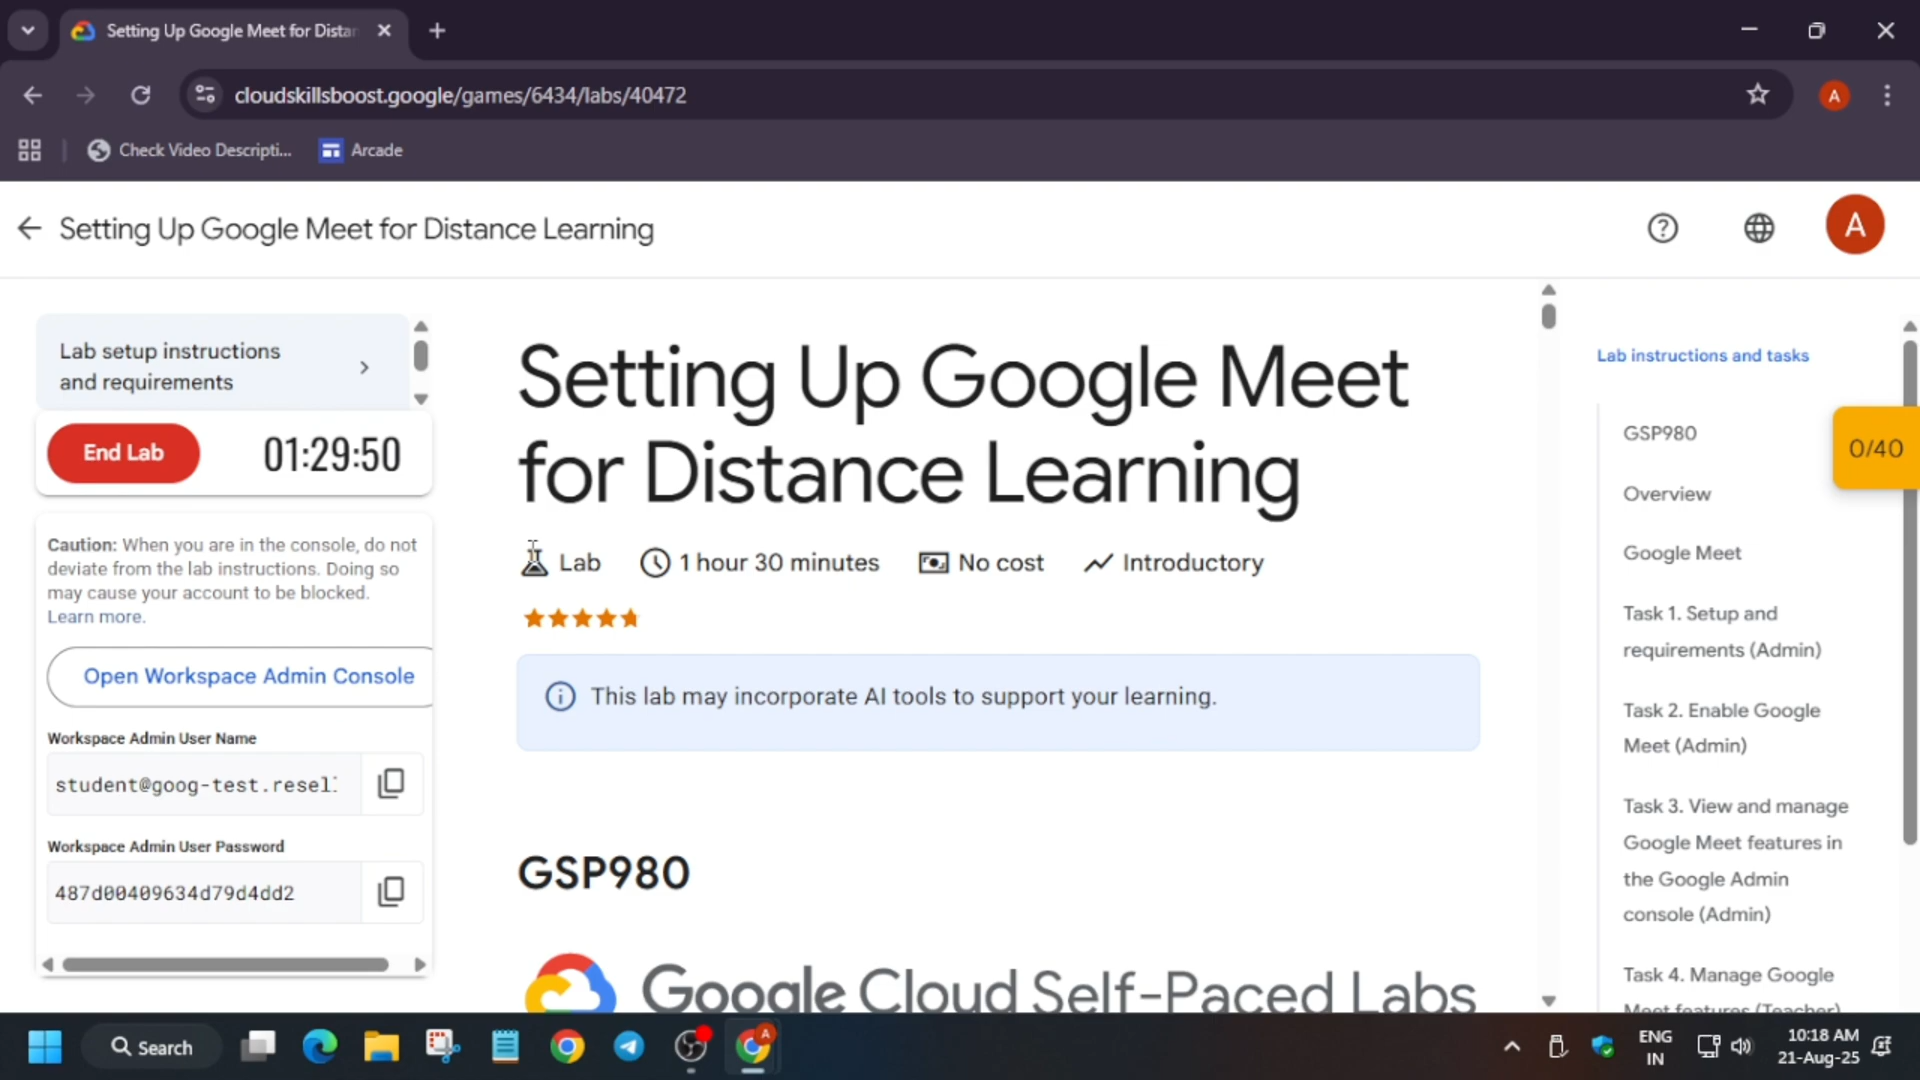 Setting Up Google Meet for Distan
cloudskillsboost.google/games/6434/labs/40472
A
Check Video Descripti...
Arcade
Setting Up Google Meet for Distance Learning
A
Lab setup instructions
and requirements
End Lab
01:29:50
Caution: When you are in the console, do not
deviate from the lab instructions. Doing so
may cause your account to be blocked.
Learn more.
Open Workspace Admin Console
Workspace Admin User Name
student@goog-test.resell
Workspace Admin User Password
487d00409634d79d4dd2
Setting Up Google Meet
for Distance Learning
Lab
1 hour 30 minutes
No cost
Introductory
This lab may incorporate AI tools to support your learning.
GSP980
Google Cloud Self-Paced Labs
Lab instructions and tasks
GSP980
0/40
Overview
Google Meet
Task 1. Setup and
requirements (Admin)
Task 2. Enable Google
Meet (Admin)
Task 3. View and manage
Google Meet features in
the Google Admin
console (Admin)
Task 4. Manage Google
Meet features (Teacher)
Search
A
ENG
IN
10:18 AM
21-Aug-25